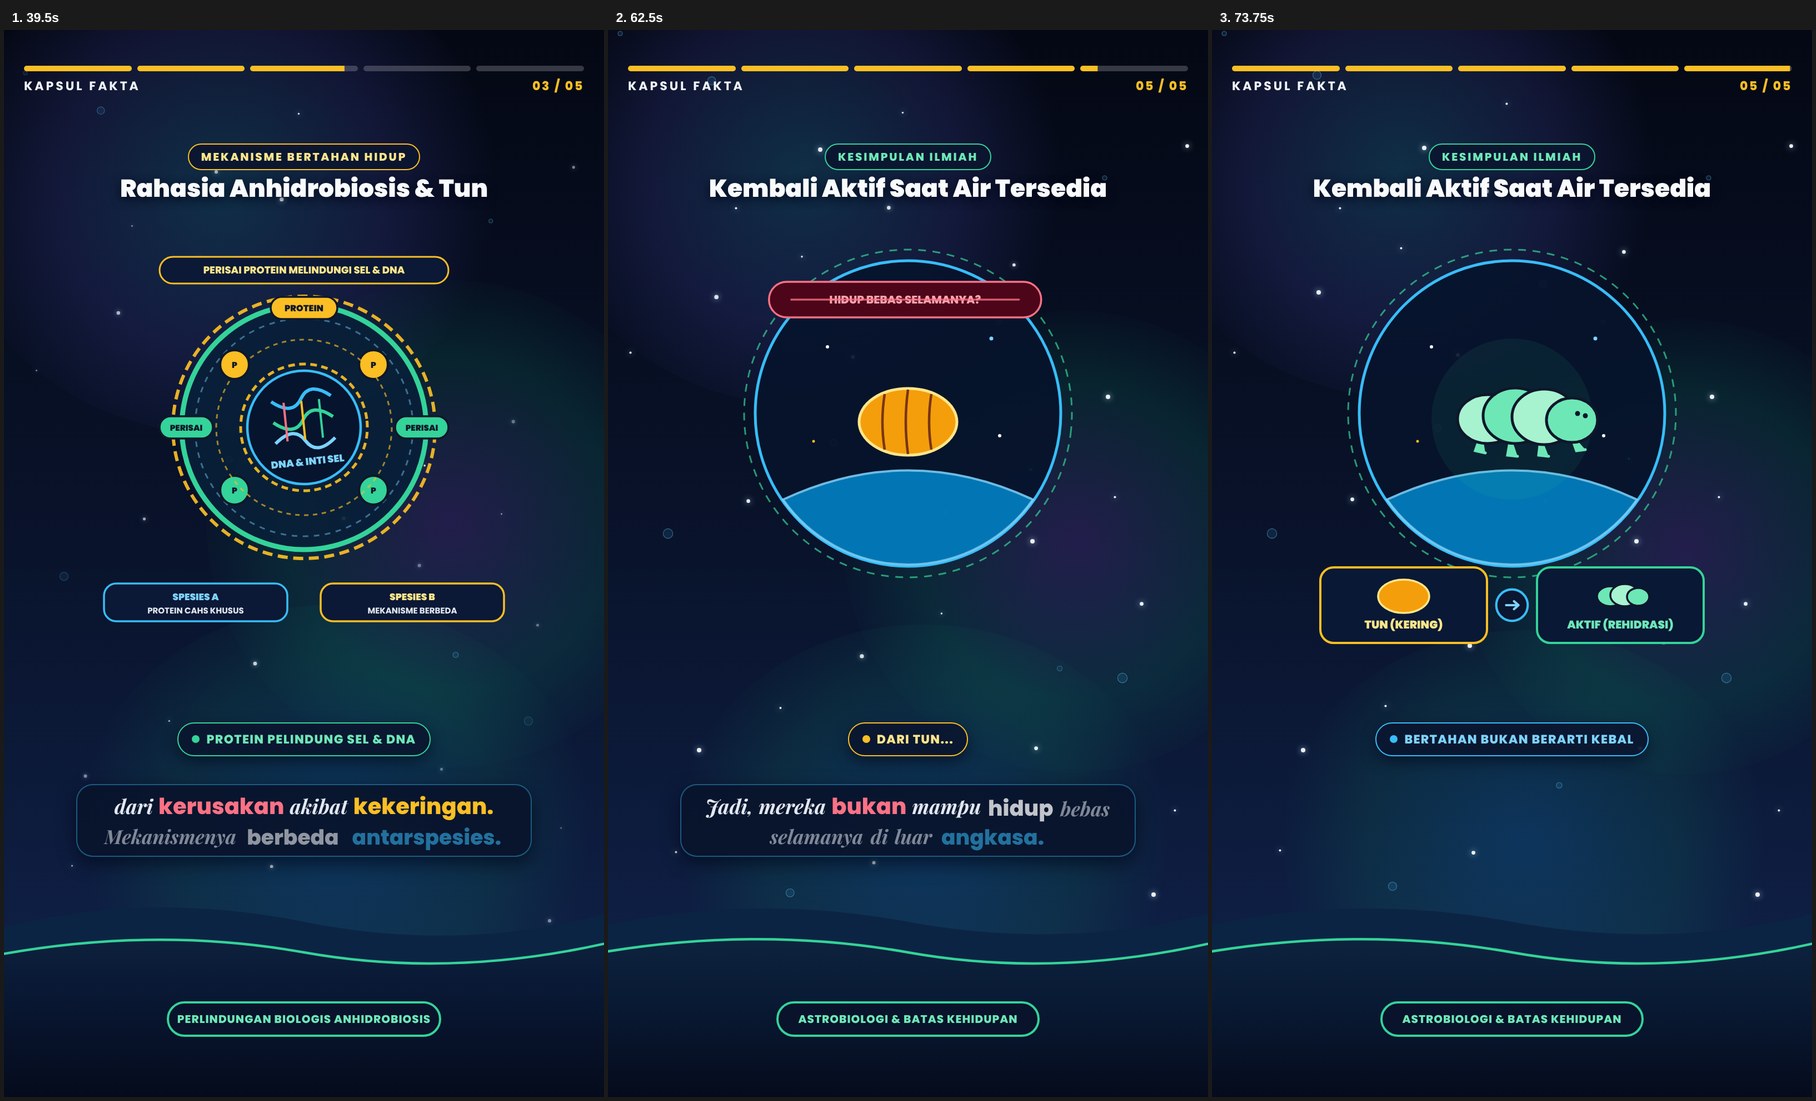 1. 39.5s
KAPSUL FAKTA
03 / 05
MEKANISME BERTAHAN HIDUP
Rahasia Anhidrobiosis & Tun
PERISAI PROTEIN MELINDUNGI SEL & DNA
PROTEIN
P
P
PERISAI
PERISAI
DNA & INTI SEL
P
P
SPESIES A
PROTEIN CAHS KHUSUS
SPESIES B
MEKANISME BERBEDA
PROTEIN PELINDUNG SEL & DNA
dari kerusakan akibat kekeringan.
Mekanismenya berbeda antarspesies.
PERLINDUNGAN BIOLOGIS ANHIDROBIOSIS
2. 62.5s
KAPSUL FAKTA
05 / 05
KESIMPULAN ILMIAH
Kembali Aktif Saat Air Tersedia
HIDUP BEBAS SELAMANYA?
DARI TUN...
Jadi, mereka bukan mampu hidup bebas
selamanya di luar angkasa.
ASTROBIOLOGI & BATAS KEHIDUPAN
3. 73.75s
KAPSUL FAKTA
05 / 05
KESIMPULAN ILMIAH
Kembali Aktif Saat Air Tersedia
TUN (KERING)
AKTIF (REHIDRASI)
BERTAHAN BUKAN BERARTI KEBAL
ASTROBIOLOGI & BATAS KEHIDUPAN